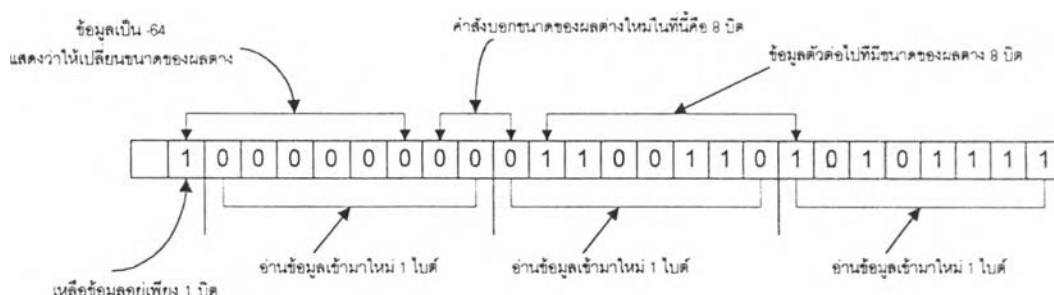 ข้อมูลเป็น -64
แสดงว่าให้เปลี่ยนขนาดของผลต่าง
คำสั่งบอกขนาดของผลต่างใหม่ในที่นี้คือ 8 บิต
ข้อมูลตัวต่อไปที่มีขนาดของผลต่าง 8 บิต
1 0 0 0 0 0 0 0 0 0 1 1 0 0 1 1 0 1 0 1 0 1 1 1 1
อ่านข้อมูลเข้ามาใหม่ 1 ไบต์
อ่านข้อมูลเข้ามาใหม่ 1 ไบต์
อ่านข้อมูลเข้ามาใหม่ 1 ไบต์
เหลือข้อมูลอยู่เพียง 1 บิต